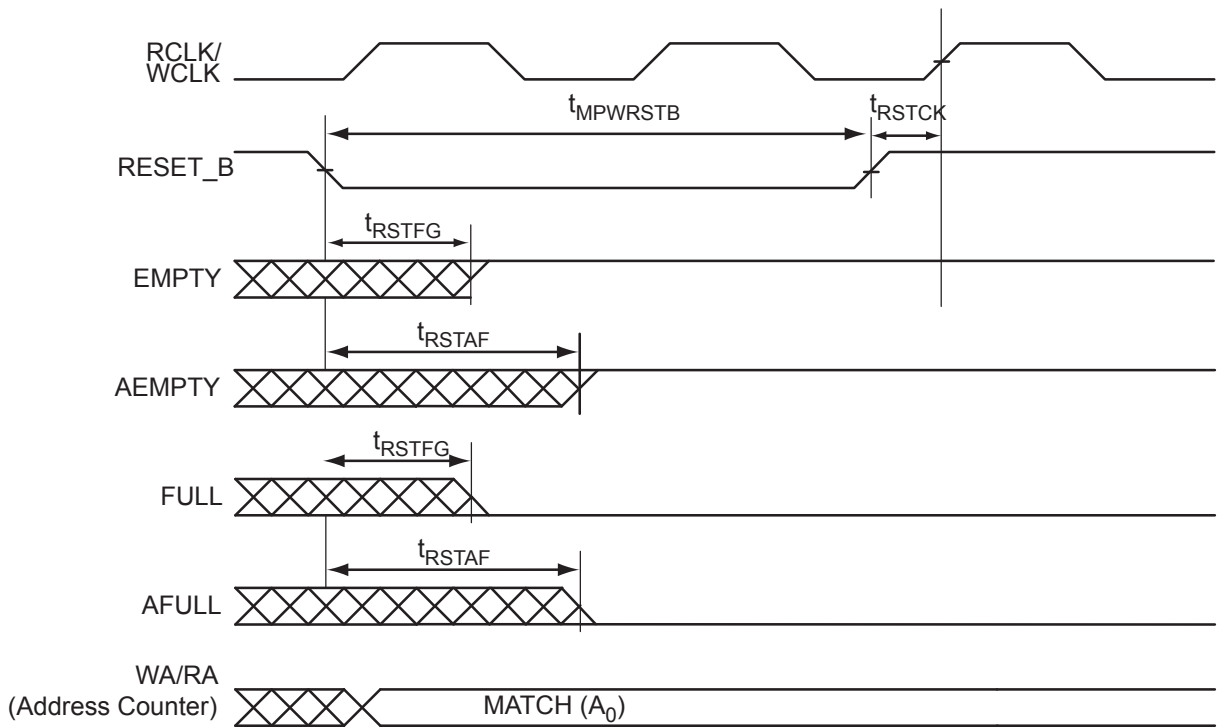 RCLK/
WCLK
tMPWRSTB
tRSTCK
RESET_B
tRSTFG
EMPTY
tRSTAF
AEMPTY
tRSTFG
FULL
tRSTAF
AFULL
WA/RA
(Address Counter)
MATCH (A0)